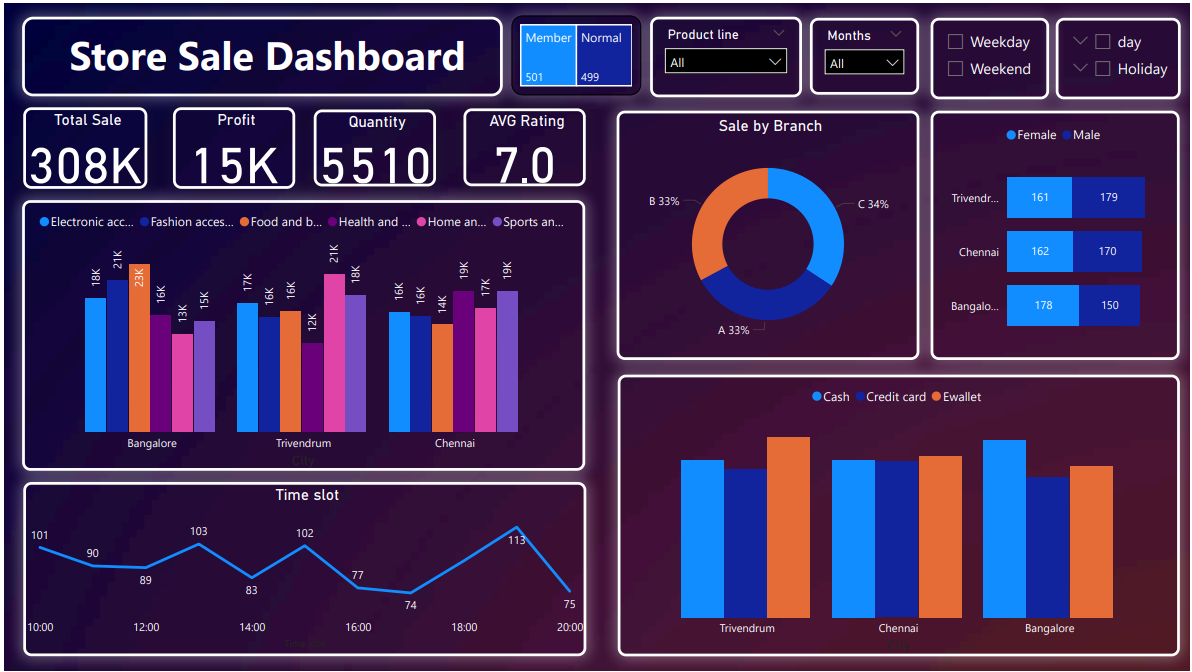 Store Sale Dashboard
Member Normal
501 499
Product line
All
Months
All
Weekday
Weekend
day
Holiday
Total Sale
308K
Profit
15K
Quantity
5510
AVG Rating
7.0
Electronic acc... Fashion acces... Food and b... Health and ... Home an... Sports an...
18K 21K 23K 16K 13K 15K
17K 16K 16K 12K 21K 18K
16K 16K 14K 19K 17K 19K
Bangalore Trivendrum Chennai
City
Sale by Branch
B 33%
C 34%
A 33%
Female Male
Trivendr... 161 179
Chennai 162 170
Bangalo... 178 150
Time slot
101 90 89 103 83 102 77 74 113 75
10:00 12:00 14:00 16:00 18:00 20:00
Cash Credit card Ewallet
Trivendrum Chennai Bangalore